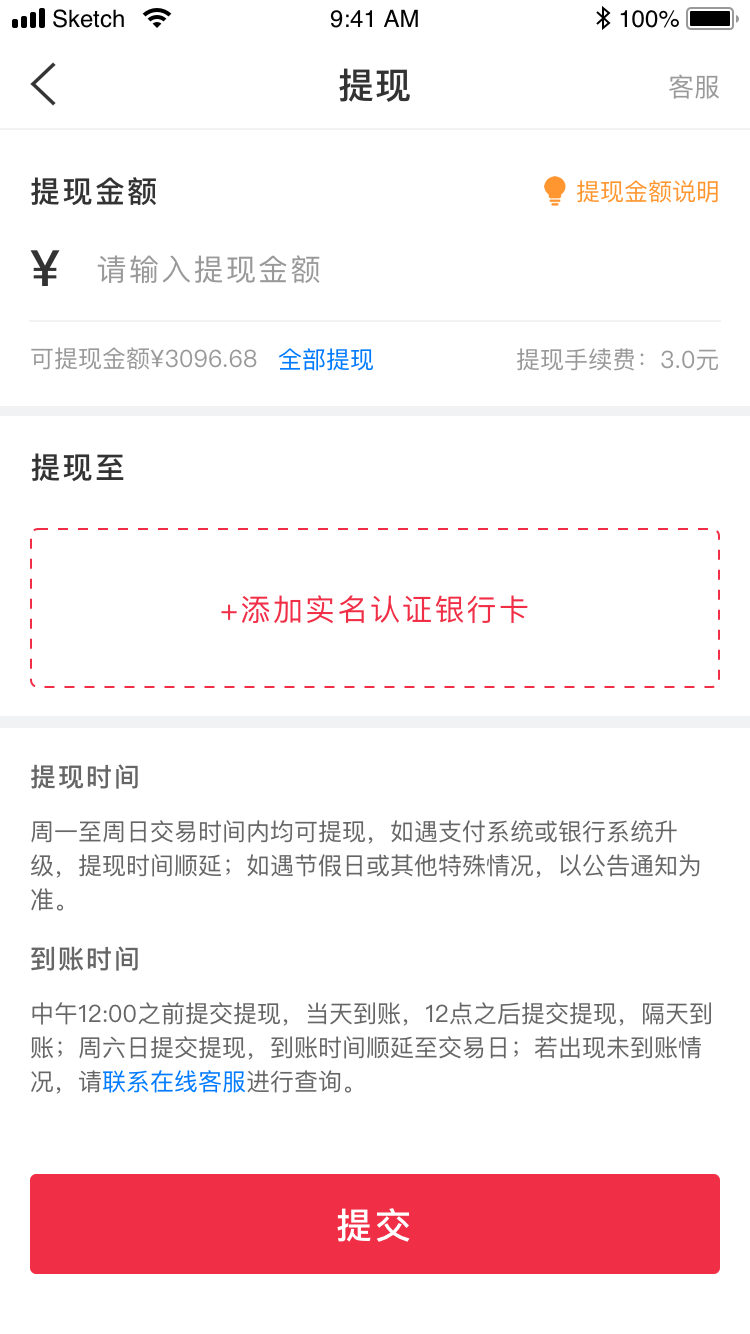 Sketch 9:41 AM 100%
提现 客服
提现金额 提现金额说明
¥ 请输入提现金额
可提现金额¥3096.68 全部提现 提现手续费：3.0元
提现至
+添加实名认证银行卡
提现时间
周一至周日交易时间内均可提现，如遇支付系统或银行系统升
级，提现时间顺延；如遇节假日或其他特殊情况，以公告通知为
准。
到账时间
中午12:00之前提交提现，当天到账，12点之后提交提现，隔天到
账；周六日提交提现，到账时间顺延至交易日；若出现未到账情
况，请联系在线客服进行查询。
提交